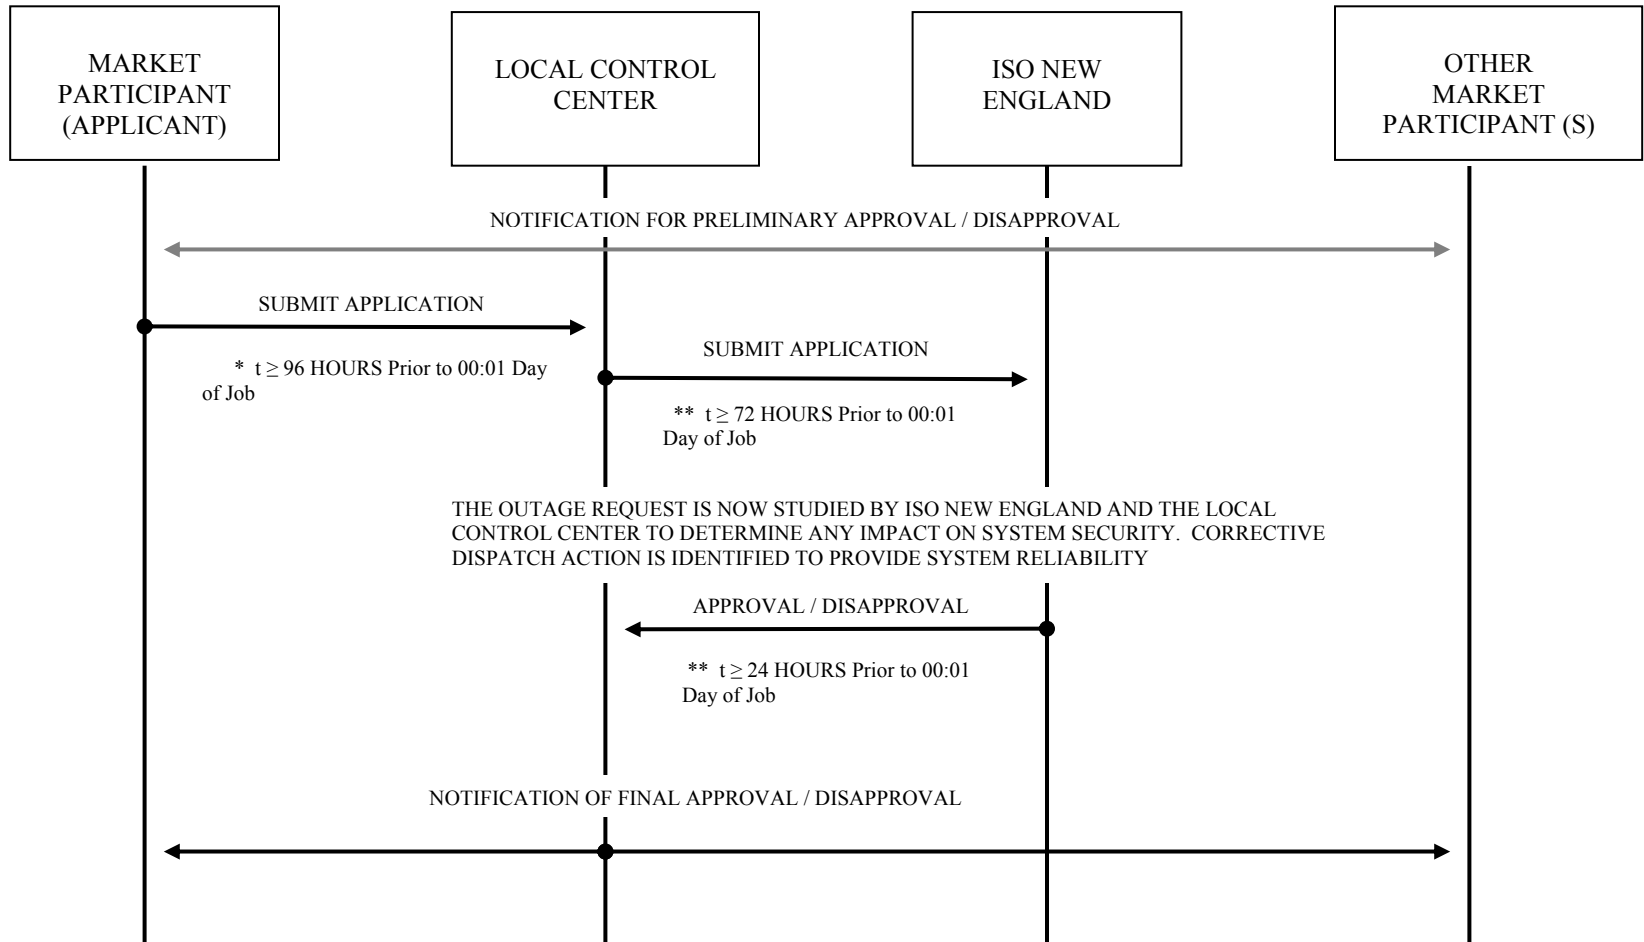 MARKET
PARTICIPANT
(APPLICANT)
LOCAL CONTROL
CENTER
ISO NEW
ENGLAND
OTHER
MARKET
PARTICIPANT (S)
NOTIFICATION FOR PRELIMINARY APPROVAL / DISAPPROVAL
SUBMIT APPLICATION
* t ≥ 96 HOURS Prior to 00:01 Day
of Job
SUBMIT APPLICATION
** t ≥ 72 HOURS Prior to 00:01
Day of Job
THE OUTAGE REQUEST IS NOW STUDIED BY ISO NEW ENGLAND AND THE LOCAL
CONTROL CENTER TO DETERMINE ANY IMPACT ON SYSTEM SECURITY. CORRECTIVE
DISPATCH ACTION IS IDENTIFIED TO PROVIDE SYSTEM RELIABILITY
APPROVAL / DISAPPROVAL
** t ≥ 24 HOURS Prior to 00:01
Day of Job
NOTIFICATION OF FINAL APPROVAL / DISAPPROVAL